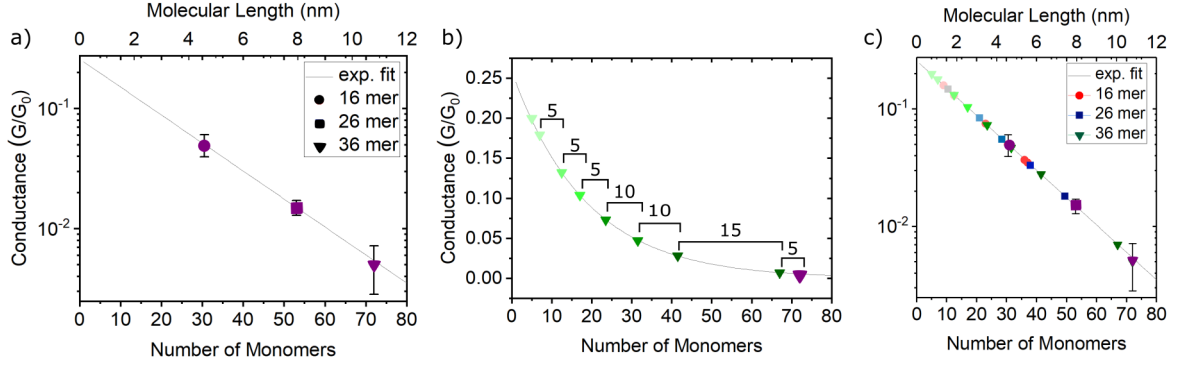 a)
Molecular Length (nm)
0 2 4 6 8 10 12
Conductance (G/G₀)
10⁻¹
10⁻²
exp. fit
16 mer
26 mer
36 mer
0 10 20 30 40 50 60 70 80
Number of Monomers
b)
Conductance (G/G₀)
0.25
0.20
0.15
0.10
0.05
0.00
5
5
5
10
10
15
5
0 10 20 30 40 50 60 70 80
Number of Monomers
c)
Molecular Length (nm)
0 2 4 6 8 10 12
10⁻¹
10⁻²
exp. fit
16 mer
26 mer
36 mer
0 10 20 30 40 50 60 70 80
Number of Monomers